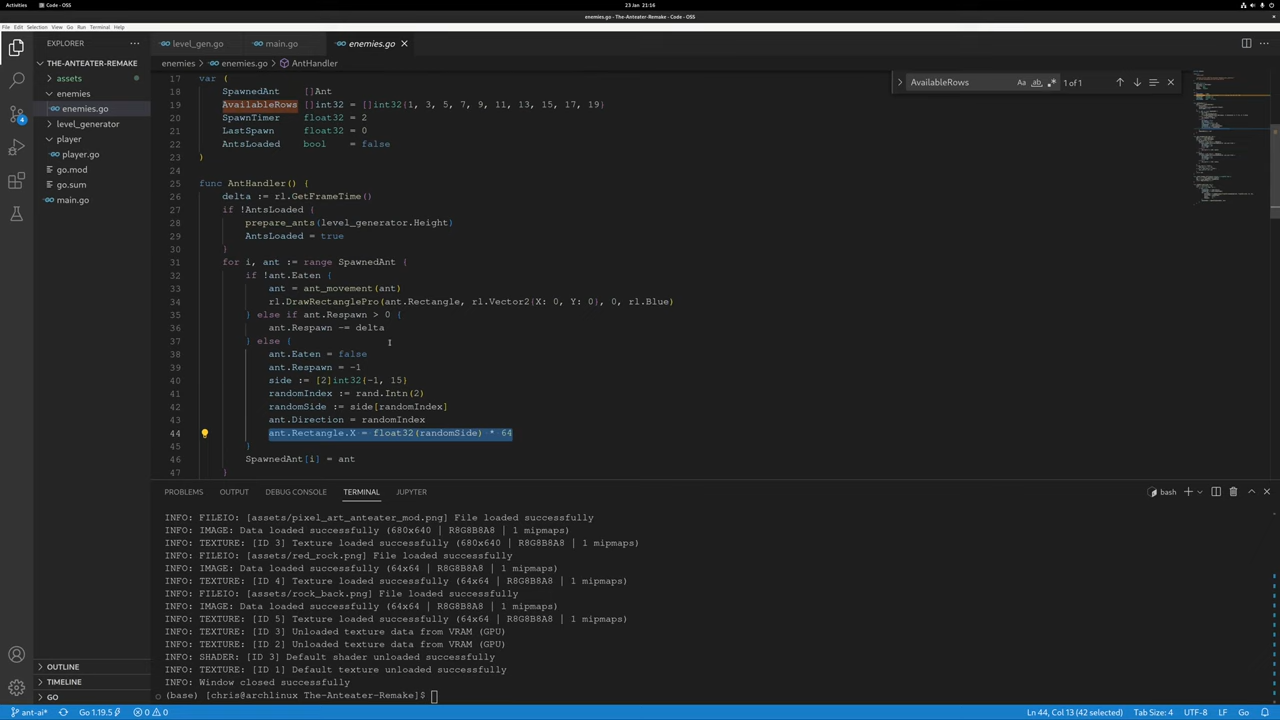 Activities
Code - OSS
23 Jan 21:16
enemies.go - The-Anteater-Remake - Code - OSS
File Edit Selection View Go Run Terminal Help
EXPLORER
level_gen.go
main.go
enemies.go
THE-ANTEATER-REMAKE
assets
enemies
enemies.go
level_generator
player
player.go
go.mod
go.sum
main.go
4
enemies > enemies.go > AntHandler
AvailableRows
Aa
ab
1 of 1
17 var (
18 SpawnedAnt []Ant
19 AvailableRows []int32 = []int32{1, 3, 5, 7, 9, 11, 13, 15, 17, 19}
20 SpawnTimer float32 = 2
21 LastSpawn float32 = 0
22 AntsLoaded bool = false
23 )
24
25 func AntHandler() {
26 delta := rl.GetFrameTime()
27 if !AntsLoaded {
28 prepare_ants(level_generator.Height)
29 AntsLoaded = true
30 }
31 for i, ant := range SpawnedAnt {
32 if !ant.Eaten {
33 ant = ant_movement(ant)
34 rl.DrawRectanglePro(ant.Rectangle, rl.Vector2{X: 0, Y: 0}, 0, rl.Blue)
35 } else if ant.Respawn > 0 {
36 ant.Respawn -= delta
37 } else {
38 ant.Eaten = false
39 ant.Respawn = -1
40 side := [2]int32{-1, 15}
41 randomIndex := rand.Intn(2)
42 randomSide := side[randomIndex]
43 ant.Direction = randomIndex
44 ant.Rectangle.X = float32(randomSide) * 64
45 }
46 SpawnedAnt[i] = ant
47 }
PROBLEMS OUTPUT DEBUG CONSOLE TERMINAL JUPYTER
bash
INFO: FILEIO: [assets/pixel_art_anteater_mod.png] File loaded successfully
INFO: IMAGE: Data loaded successfully (680x640 | R8G8B8A8 | 1 mipmaps)
INFO: TEXTURE: [ID 3] Texture loaded successfully (680x640 | R8G8B8A8 | 1 mipmaps)
INFO: FILEIO: [assets/red_rock.png] File loaded successfully
INFO: IMAGE: Data loaded successfully (64x64 | R8G8B8A8 | 1 mipmaps)
INFO: TEXTURE: [ID 4] Texture loaded successfully (64x64 | R8G8B8A8 | 1 mipmaps)
INFO: FILEIO: [assets/rock_back.png] File loaded successfully
INFO: IMAGE: Data loaded successfully (64x64 | R8G8B8A8 | 1 mipmaps)
INFO: TEXTURE: [ID 5] Texture loaded successfully (64x64 | R8G8B8A8 | 1 mipmaps)
INFO: TEXTURE: [ID 3] Unloaded texture data from VRAM (GPU)
INFO: TEXTURE: [ID 2] Unloaded texture data from VRAM (GPU)
INFO: SHADER: [ID 3] Default shader unloaded successfully
INFO: TEXTURE: [ID 1] Default texture unloaded successfully
INFO: Window closed successfully
(base) [chris@archlinux The-Anteater-Remake]$
OUTLINE
TIMELINE
GO
ant-ai* Go 1.19.5 0 0
Ln 44, Col 13 (42 selected) Tab Size: 4 UTF-8 LF Go